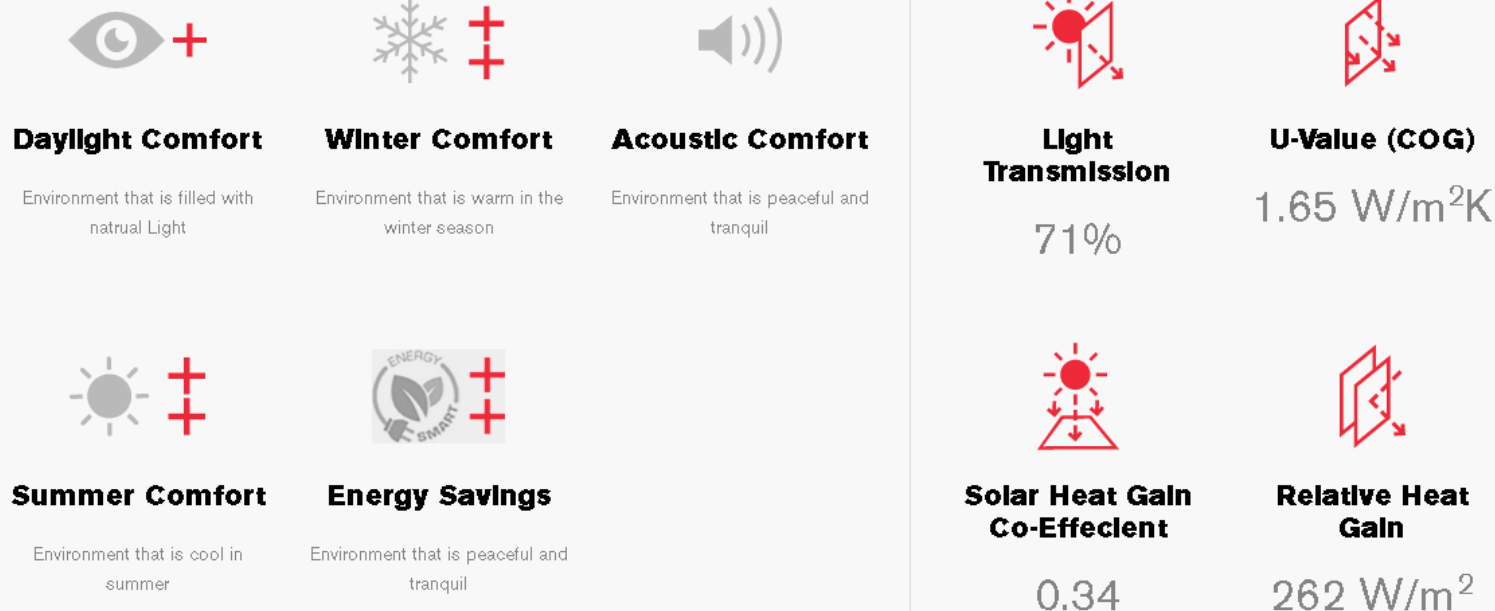 Daylight Comfort
Environment that is filled with
natrual Light
Winter Comfort
Environment that is warm in the
winter season
Acoustic Comfort
Environment that is peaceful and
tranquil
Light
Transmission
71%
U-Value (COG)
1.65 W/m²K
Summer Comfort
Environment that is cool in
summer
ENERGY
SMART
Energy Savings
Environment that is peaceful and
tranquil
Solar Heat Gain
Co-Effecient
0.34
Relative Heat
Gain
262 W/m²